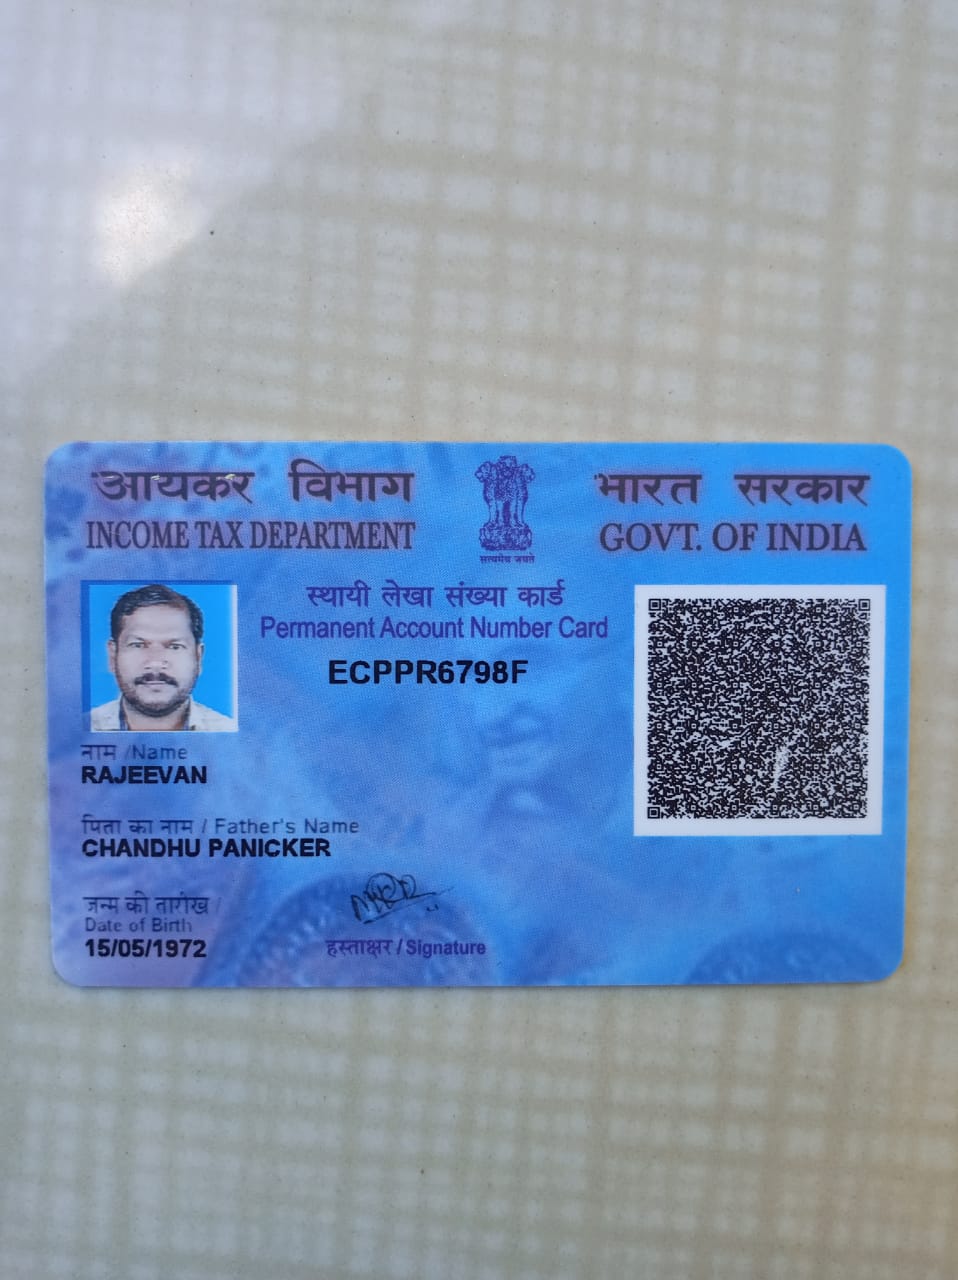 आयकर विभाग
INCOME TAX DEPARTMENT
भारत सरकार
GOVT. OF INDIA
सत्यमेव जयते
स्थायी लेखा संख्या कार्ड
Permanent Account Number Card
ECPPR6798F
नाम /Name
RAJEEVAN
पिता का नाम / Father's Name
CHANDHU PANICKER
जन्म की तारीख /
Date of Birth
15/05/1972
हस्ताक्षर / Signature